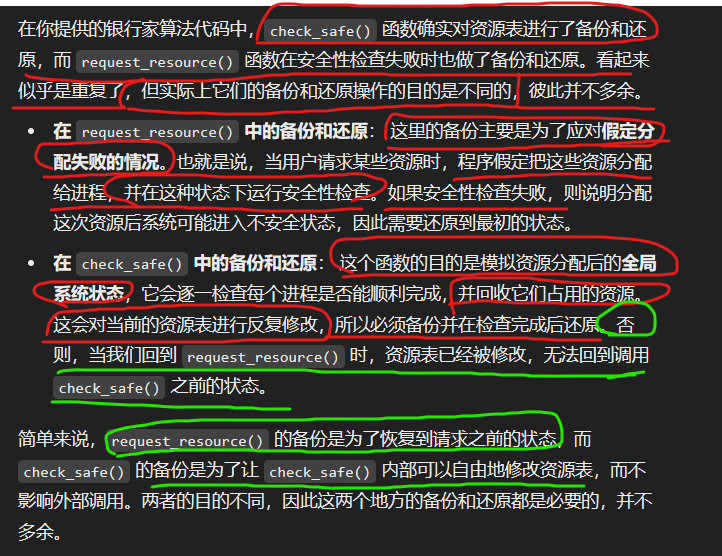 在你提供的银行家算法代码中， check_safe() 函数确实对资源表进行了备份和还
原，而 request_resource() 函数在安全性检查失败时也做了备份和还原。看起来
似乎是重复了，但实际上它们的备份和还原操作的目的是不同的，彼此并不多余。
• 在 request_resource() 中的备份和还原：这里的备份主要是为了应对假定分
配失败的情况。也就是说，当用户请求某些资源时，程序假定把这些资源分配
给进程，并在这种状态下运行安全性检查。如果安全性检查失败，则说明分配
这次资源后系统可能进入不安全状态，因此需要还原到最初的状态。
• 在 check_safe() 中的备份和还原：这个函数的目的是模拟资源分配后的全局
系统状态，它会逐一检查每个进程是否能顺利完成，并回收它们占用的资源。
这会对当前的资源表进行反复修改，所以必须备份并在检查完成后还原。否
则，当我们回到 request_resource() 时，资源表已经被修改，无法回到调用
check_safe() 之前的状态。
简单来说， request_resource() 的备份是为了恢复到请求之前的状态，而
check_safe() 的备份是为了让 check_safe() 内部可以自由地修改资源表，而不
影响外部调用。两者的目的不同，因此这两个地方的备份和还原都是必要的，并不
多余。